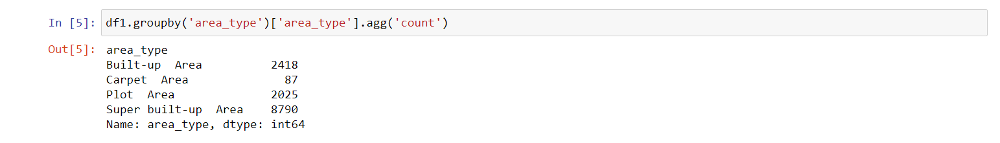 In [5]: df1.groupby('area_type')['area_type'].agg('count')
Out[5]: area_type
Built-up  Area          2418
Carpet  Area              87
Plot  Area              2025
Super built-up  Area    8790
Name: area_type, dtype: int64